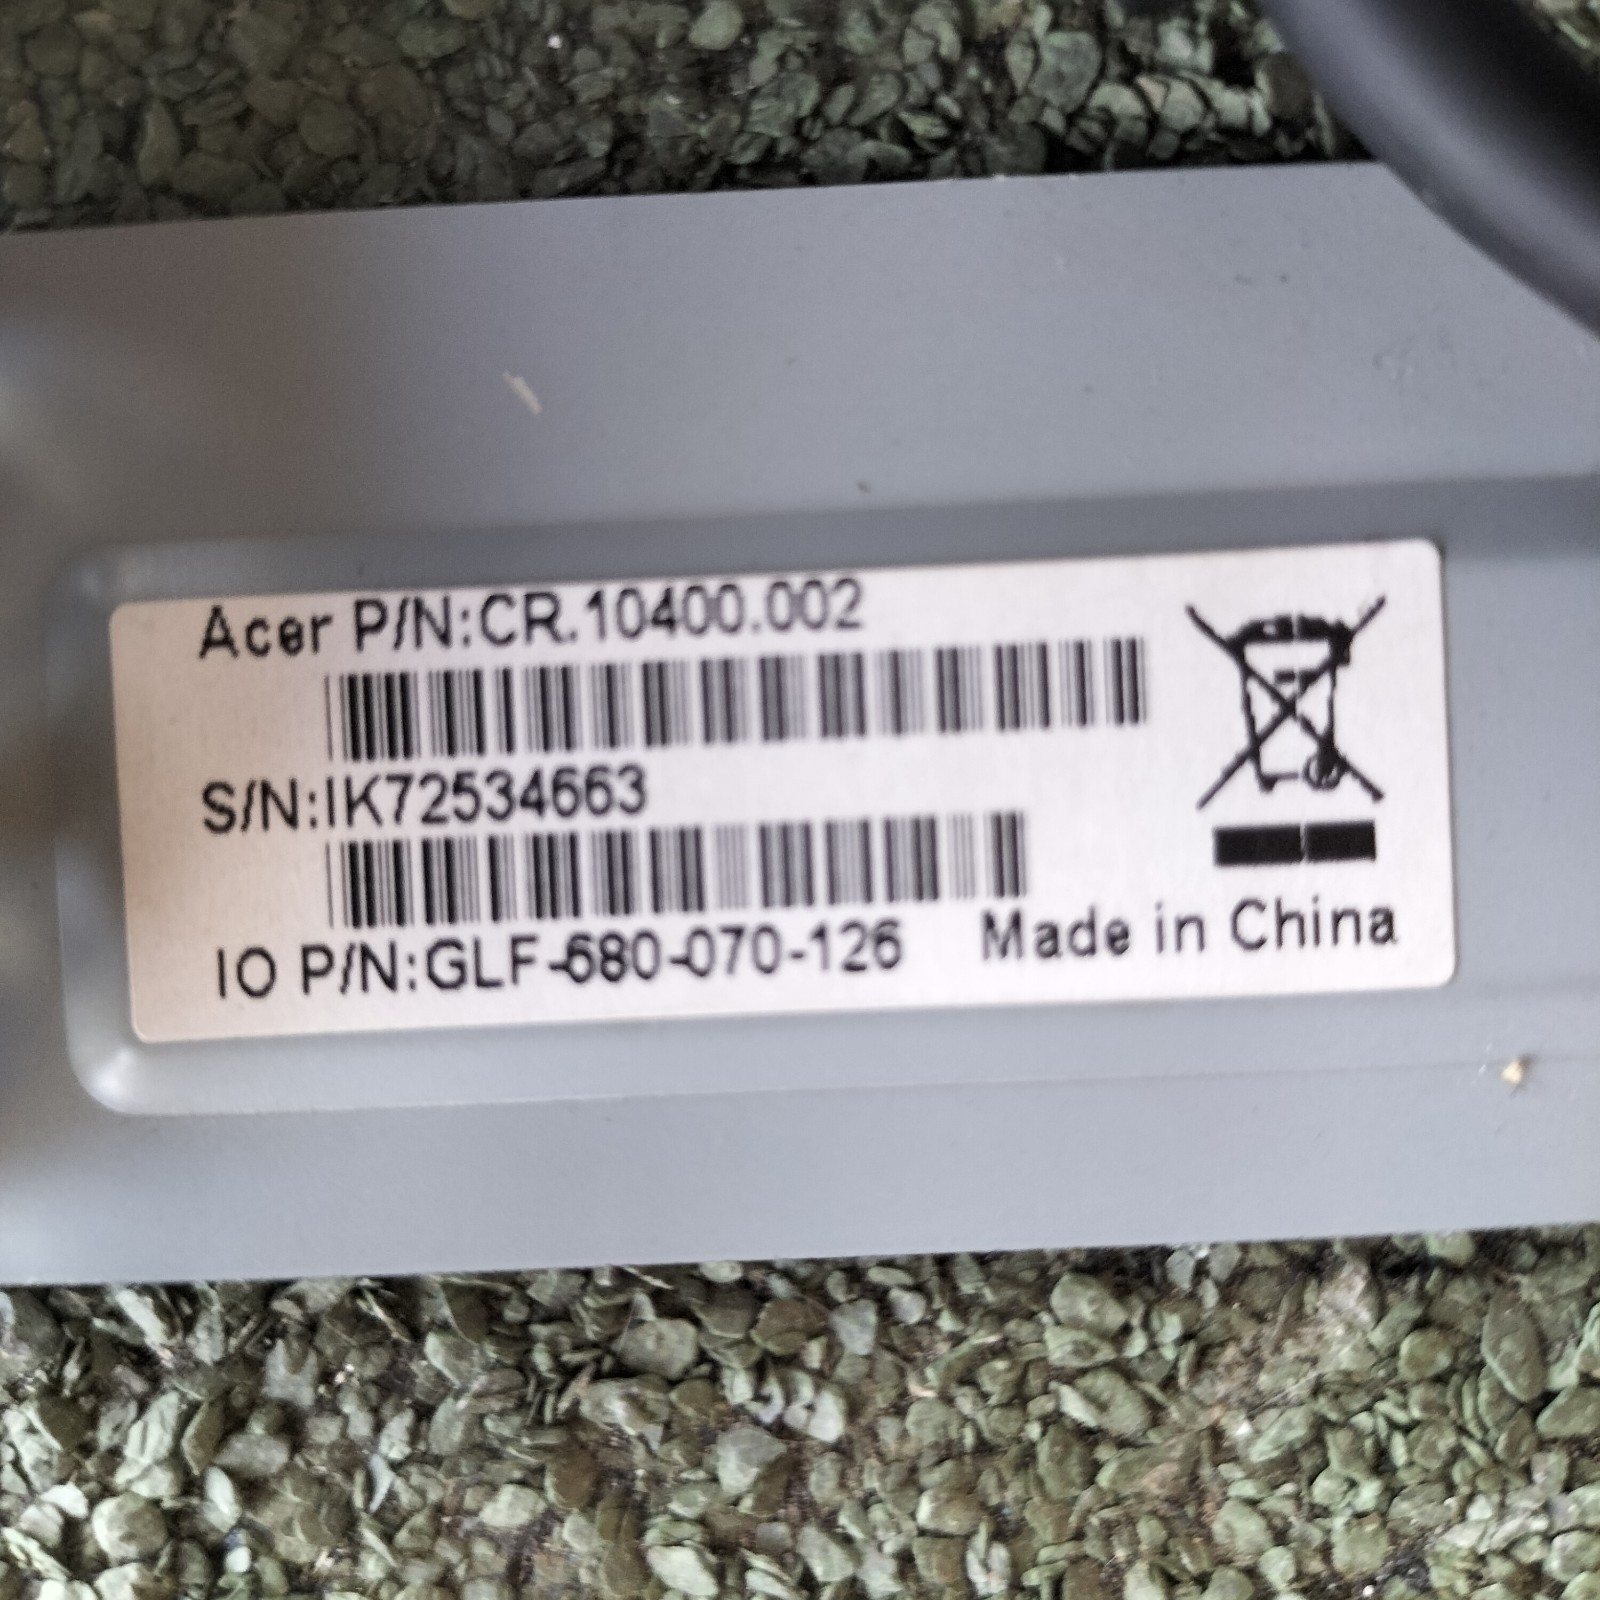 Acer P/N:CR.10400.002
S/N:IK72534663
IO P/N:GLF-680-070-126
Made in China